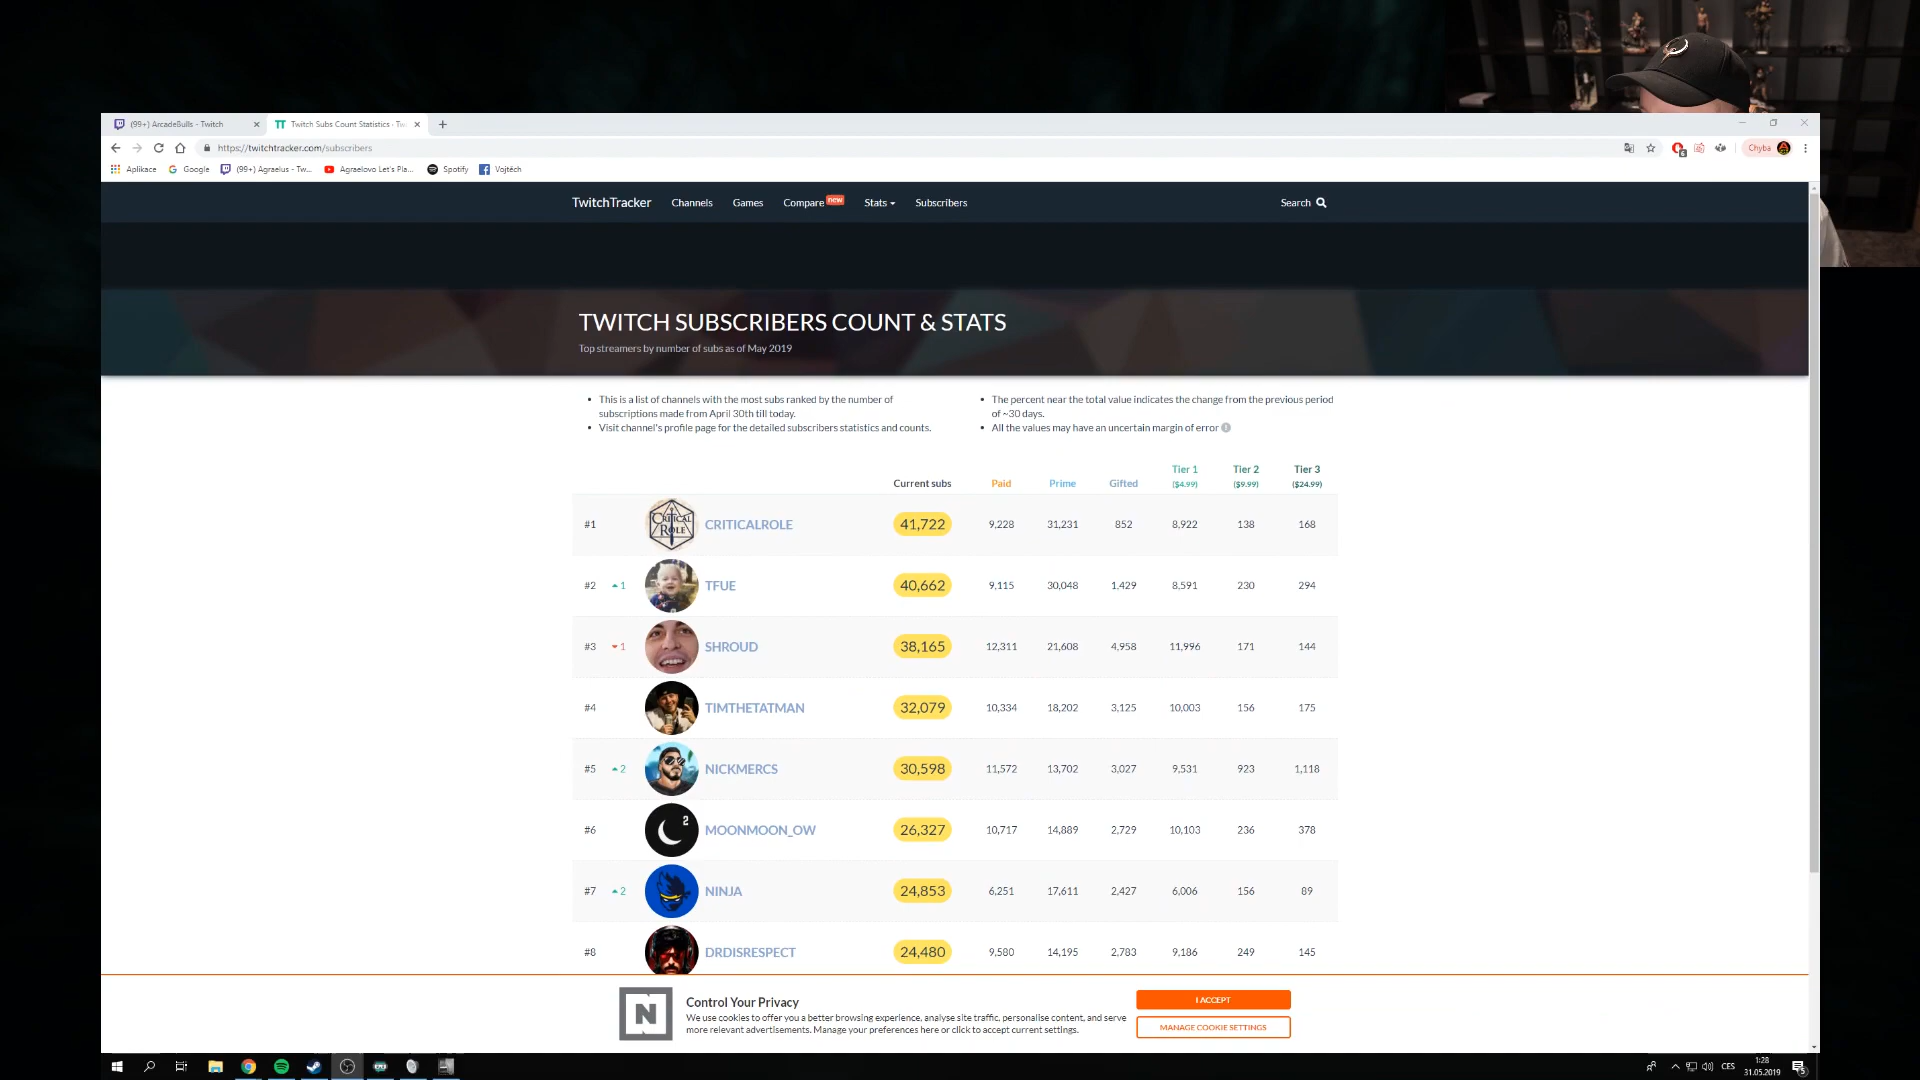 (99+) ArcadeBulls - Twitch
Twitch Subs Count Statistics · Tw
https://twitchtracker.com/subscribers
Chyba
Aplikace
Google
(99+) Agraelus - Tw...
Agraelovo Let's Pla...
Spotify
Vojtěch
TwitchTracker
Channels
Games
Compare new
Stats
Subscribers
Search
TWITCH SUBSCRIBERS COUNT & STATS
Top streamers by number of subs as of May 2019
This is a list of channels with the most subs ranked by the number of
subscriptions made from April 30th till today.
Visit channel's profile page for the detailed subscribers statistics and counts.
The percent near the total value indicates the change from the previous period
of ~30 days.
All the values may have an uncertain margin of error
Current subs Paid Prime Gifted Tier 1 ($4.99) Tier 2 ($9.99) Tier 3 ($24.99)
#1 CRITICAL ROLE CRITICALROLE 41,722 9,228 31,231 852 8,922 138 168
#2 1 TFUE 40,662 9,115 30,048 1,429 8,591 230 294
#3 1 SHROUD 38,165 12,311 21,608 4,958 11,996 171 144
#4 TIMTHETATMAN 32,079 10,334 18,202 3,125 10,003 156 175
#5 2 NICKMERCS 30,598 11,572 13,702 3,027 9,531 923 1,118
#6 2 MOONMOON_OW 26,327 10,717 14,889 2,729 10,103 236 378
#7 2 NINJA 24,853 6,251 17,611 2,427 6,006 156 89
#8 DRDISRESPECT 24,480 9,580 14,195 2,783 9,186 249 145
N
Control Your Privacy
We use cookies to offer you a better browsing experience, analyse site traffic, personalise content, and serve
more relevant advertisements. Manage your preferences here or click to accept current settings.
I ACCEPT
MANAGE COOKIE SETTINGS
CES
1:28
31.05.2019